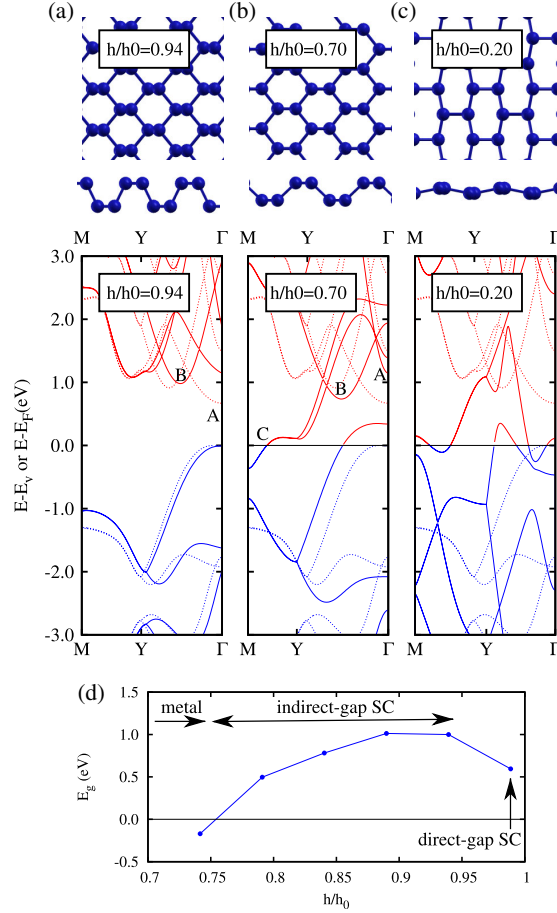 (a)
(b)
(c)
h/h0=0.94
h/h0=0.70
h/h0=0.20
M Y Γ
M Y Γ
M Y Γ
3.0
2.0
1.0
0.0
-1.0
-2.0
-3.0
E-E_v or E-E_F(eV)
h/h0=0.94
B
A
h/h0=0.70
A
B
C
h/h0=0.20
M Y Γ
M Y Γ
M Y Γ
(d)
1.5
1.0
0.5
0.0
-0.5
E_g (eV)
metal
indirect-gap SC
direct-gap SC
0.7 0.75 0.8 0.85 0.9 0.95 1
h/h_0